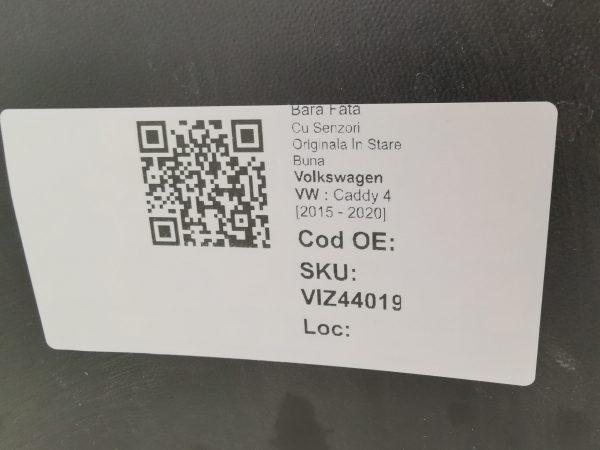 Bara Fata
Cu Senzori
Originala In Stare
Buna
Volkswagen
VW : Caddy 4
[2015 - 2020]
Cod OE:
SKU:
VIZ44019
Loc: